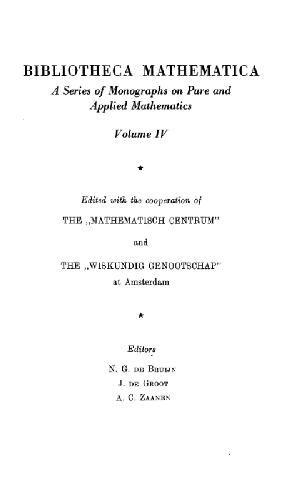 BIBLIOTHECA MATHEMATICA
A Series of Monographs on Pure and
Applied Mathematics
Volume IV
*
Edited with the cooperation of
THE „MATHEMATISCH CENTRUM"
and
THE „WISKUNDIG GENOOTSCHAP"
at Amsterdam
*
Editors
N. G. DE BRUIJN
J. DE GROOT
A. C. ZAANEN